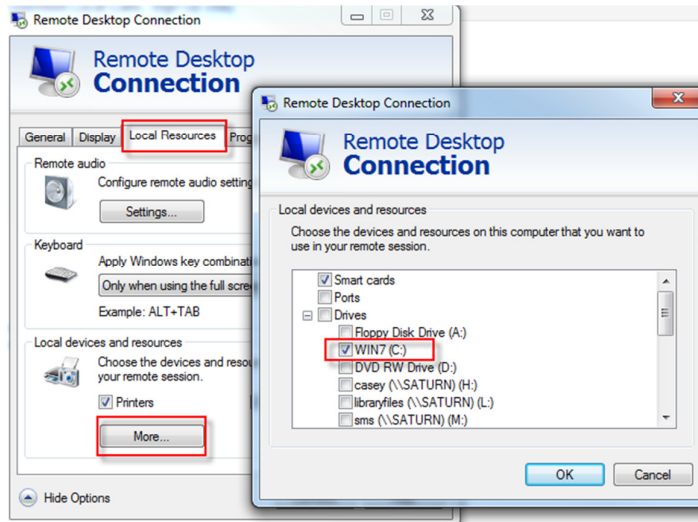 Remote Desktop Connection
Remote Desktop
Connection
General Display Local Resources Prog
Remote audio
Configure remote audio setting
Settings...
Keyboard
Apply Windows key combinati
Only when using the full scree
Example: ALT+TAB
Local devices and resources
Choose the devices and resou
your remote session.
Printers
More...
Hide Options
Remote Desktop Connection
Remote Desktop
Connection
Local devices and resources
Choose the devices and resources on this computer that you want to
use in your remote session.
Smart cards
Ports
Drives
Floppy Disk Drive (A:)
WIN7 (C:)
DVD RW Drive (D:)
casey (\\SATURN) (H:)
libraryfiles (\\SATURN) (L:)
sms (\\SATURN) (M:)
OK Cancel